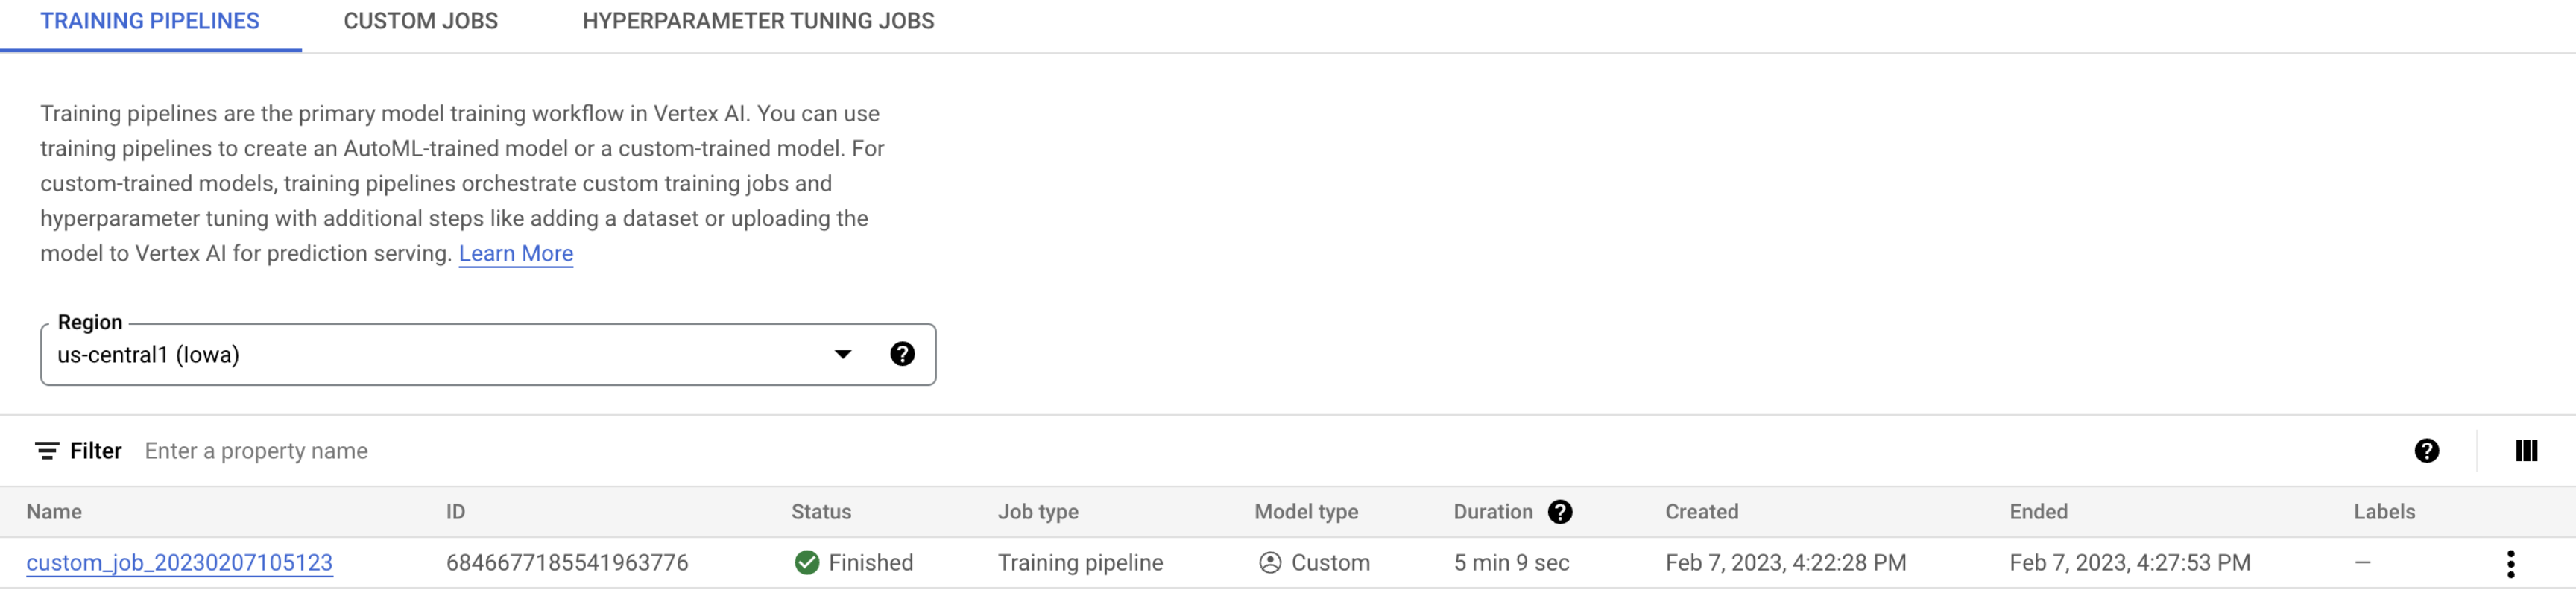 TRAINING PIPELINES CUSTOM JOBS HYPERPARAMETER TUNING JOBS
Training pipelines are the primary model training workflow in Vertex AI. You can use
training pipelines to create an AutoML-trained model or a custom-trained model. For
custom-trained models, training pipelines orchestrate custom training jobs and
hyperparameter tuning with additional steps like adding a dataset or uploading the
model to Vertex AI for prediction serving. Learn More
Region
us-central1 (Iowa)
Filter Enter a property name
Name ID Status Job type Model type Duration Created Ended Labels
custom_job_20230207105123 6846677185541963776 Finished Training pipeline Custom 5 min 9 sec Feb 7, 2023, 4:22:28 PM Feb 7, 2023, 4:27:53 PM —